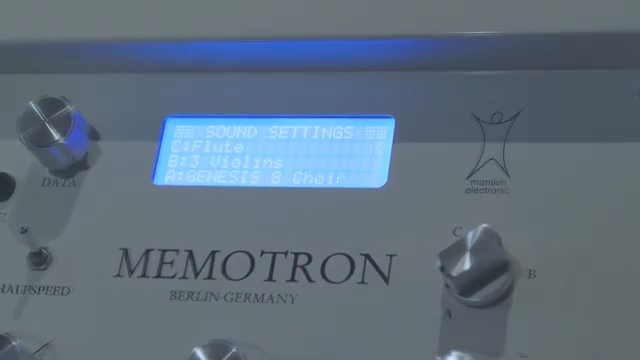 SOUND SETTINGS
C:Flute <
B:3 Violins
A:GENESIS 8 Choir
DATA
manikin
electronic
C
B
A
HALFSPEED
MEMOTRON
BERLIN-GERMANY